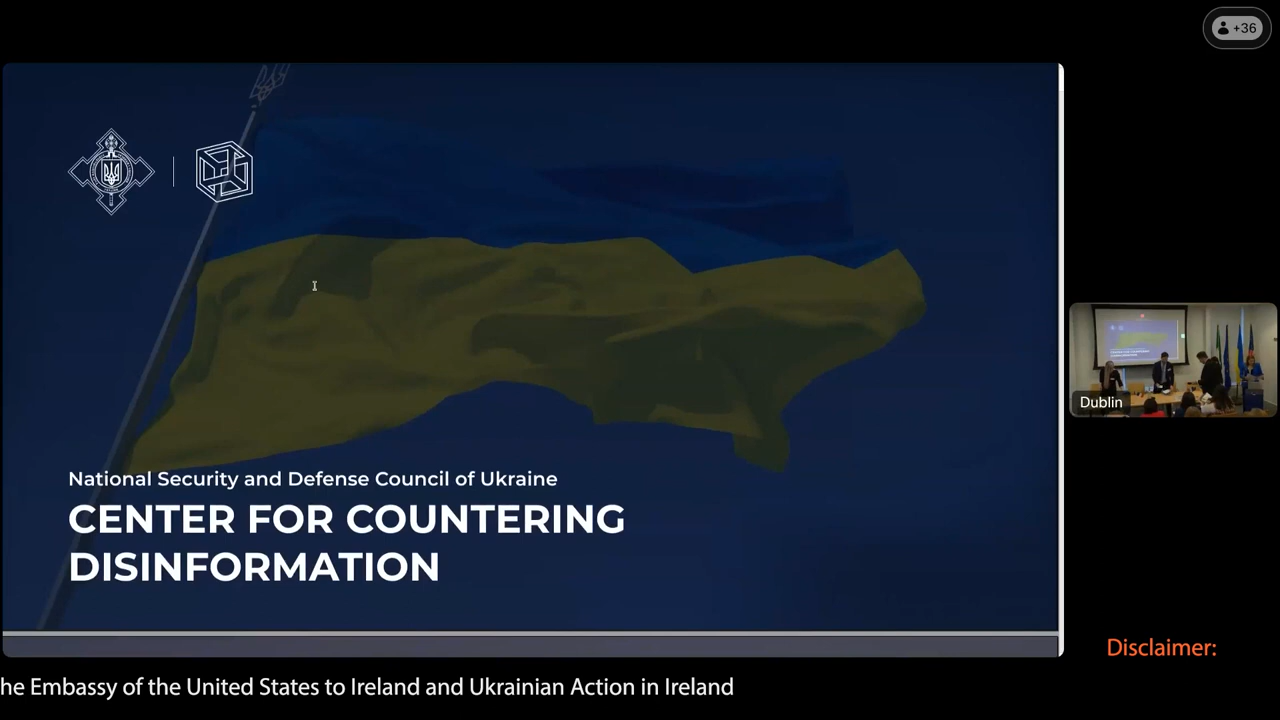 +36
National Security and Defense Council of Ukraine
CENTER FOR COUNTERING
DISINFORMATION
Dublin
Disclaimer:
he Embassy of the United States to Ireland and Ukrainian Action in Ireland